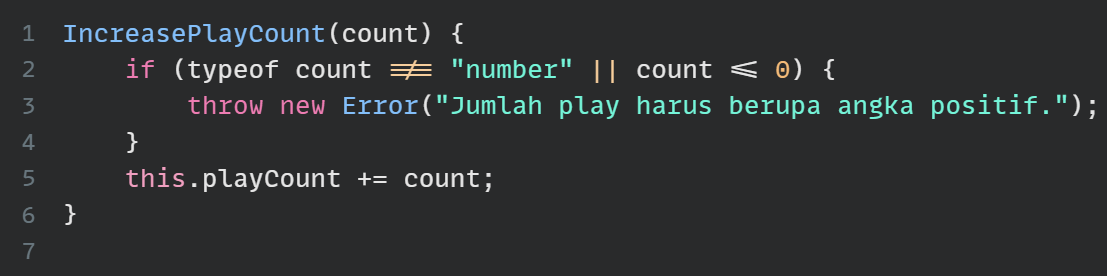 1 IncreasePlayCount(count) {
2     if (typeof count !== "number" || count <= 0) {
3         throw new Error("Jumlah play harus berupa angka positif.");
4     }
5     this.playCount += count;
6 }
7